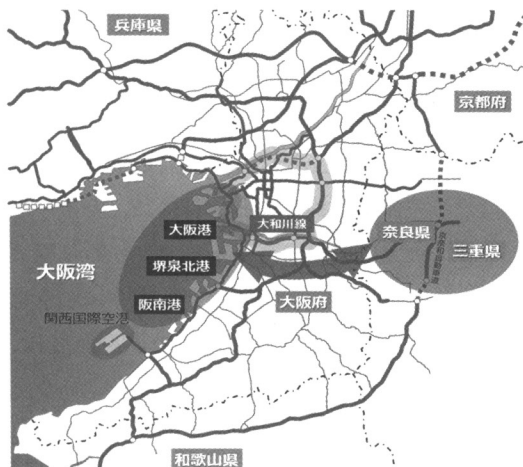 兵庫県
京都府
大阪港
大和川線
奈良県
三重県
堺泉北港
大阪湾
阪南港
大阪府
関西国際空港
和歌山県